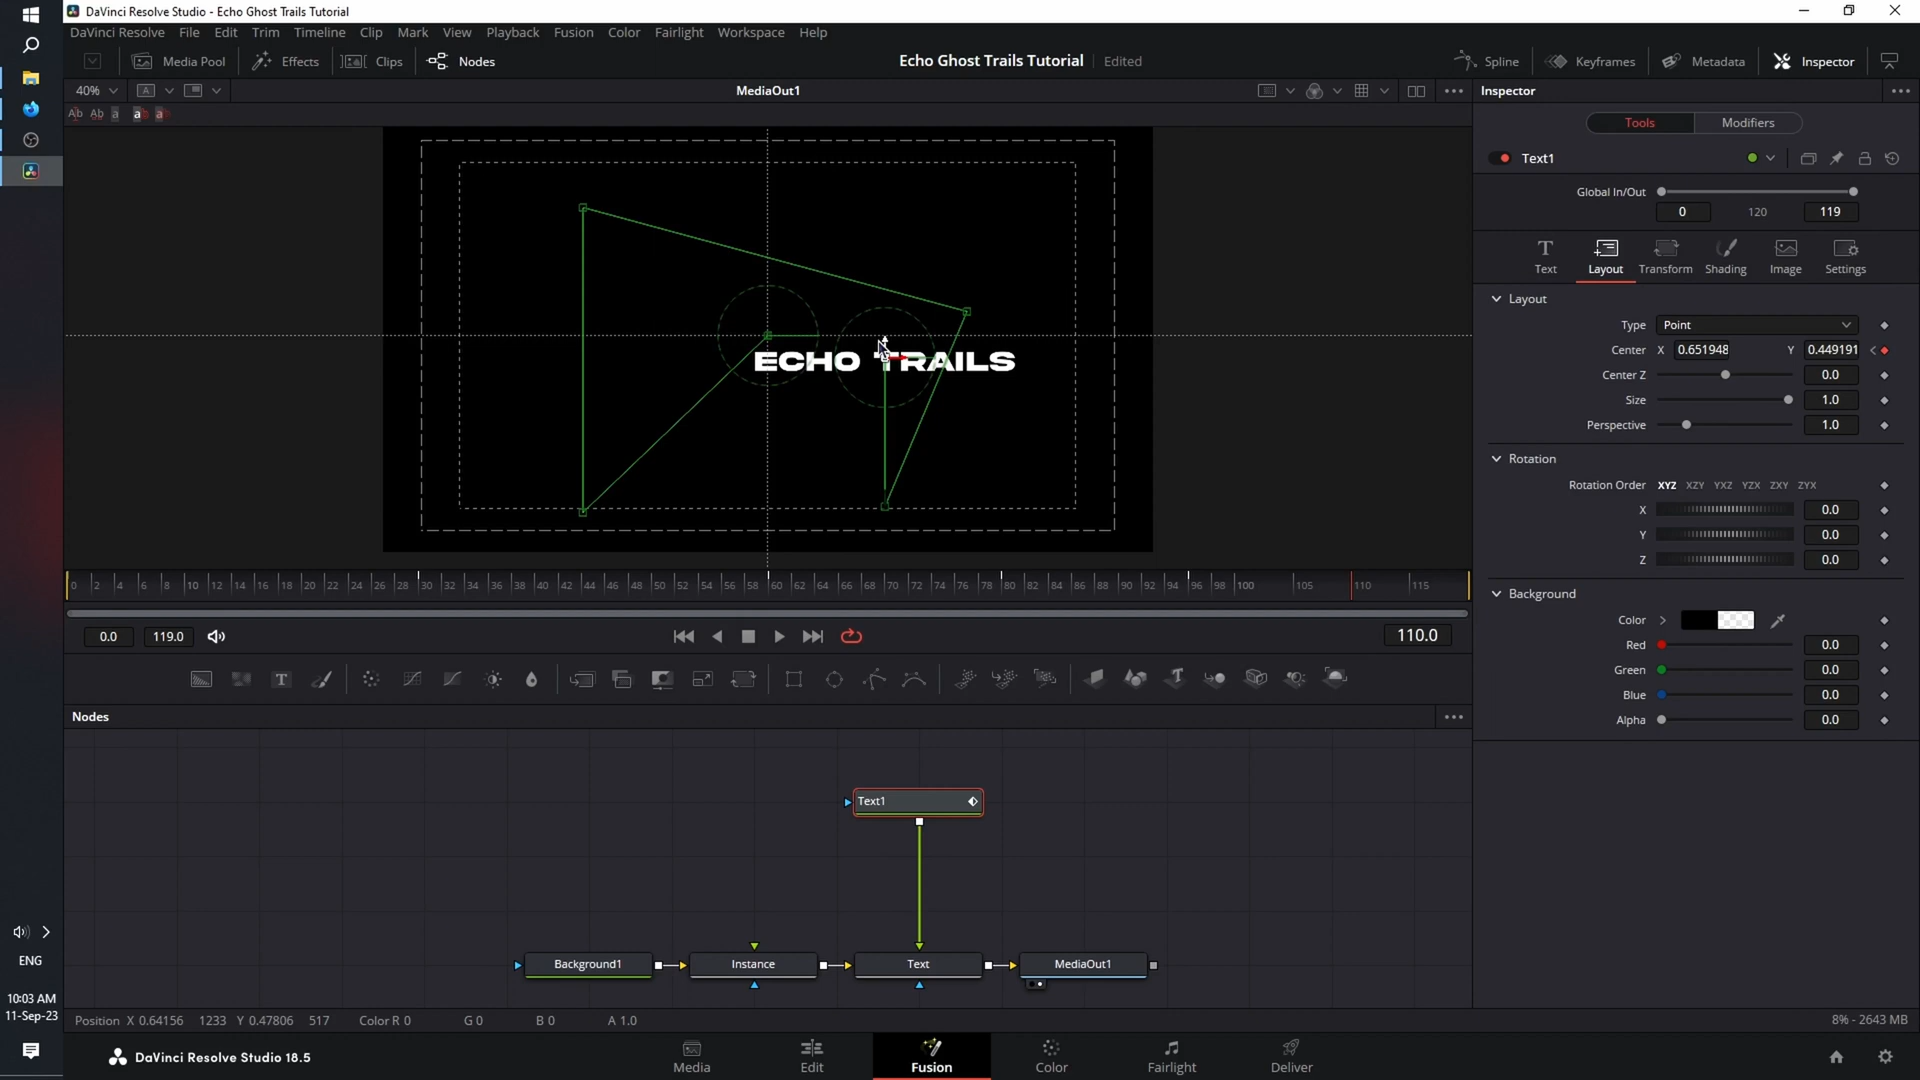 DaVinci Resolve Studio - Echo Ghost Trails Tutorial
DaVinci Resolve File Edit Trim Timeline Clip Mark View Playback Fusion Color Fairlight Workspace Help
Media Pool Effects Clips Nodes Echo Ghost Trails Tutorial Edited Spline Keyframes Metadata Inspector
40% MediaOut1 Inspector
Tools Modifiers
Text1
Global In/Out
0 120 119
Text Layout Transform Shading Image Settings
Layout
Type Point
Center X 0.651948 Y 0.449191
Center Z 0.0
Size 1.0
Perspective 1.0
ECHO TRAILS
Rotation
Rotation Order XYZ XZY YXZ YZX ZXY ZYX
X 0.0
Y 0.0
Z 0.0
0 2 4 6 8 10 12 14 16 18 20 22 24 26 28 30 32 34 36 38 40 42 44 46 48 50 52 54 56 58 60 62 64 66 68 70 72 74 76 78 80 82 84 86 88 90 92 94 96 98 100 105 110 115
Background
Color
Red 0.0
Green 0.0
Blue 0.0
Alpha 0.0
0.0 119.0 110.0
Nodes
Text1
Background1 Instance Text MediaOut1
ENG
10:03 AM
11-Sep-23
Position X 0.64156 1233 Y 0.47806 517 Color R 0 G 0 B 0 A 1.0 8% - 2643 MB
DaVinci Resolve Studio 18.5
Media Edit Fusion Color Fairlight Deliver